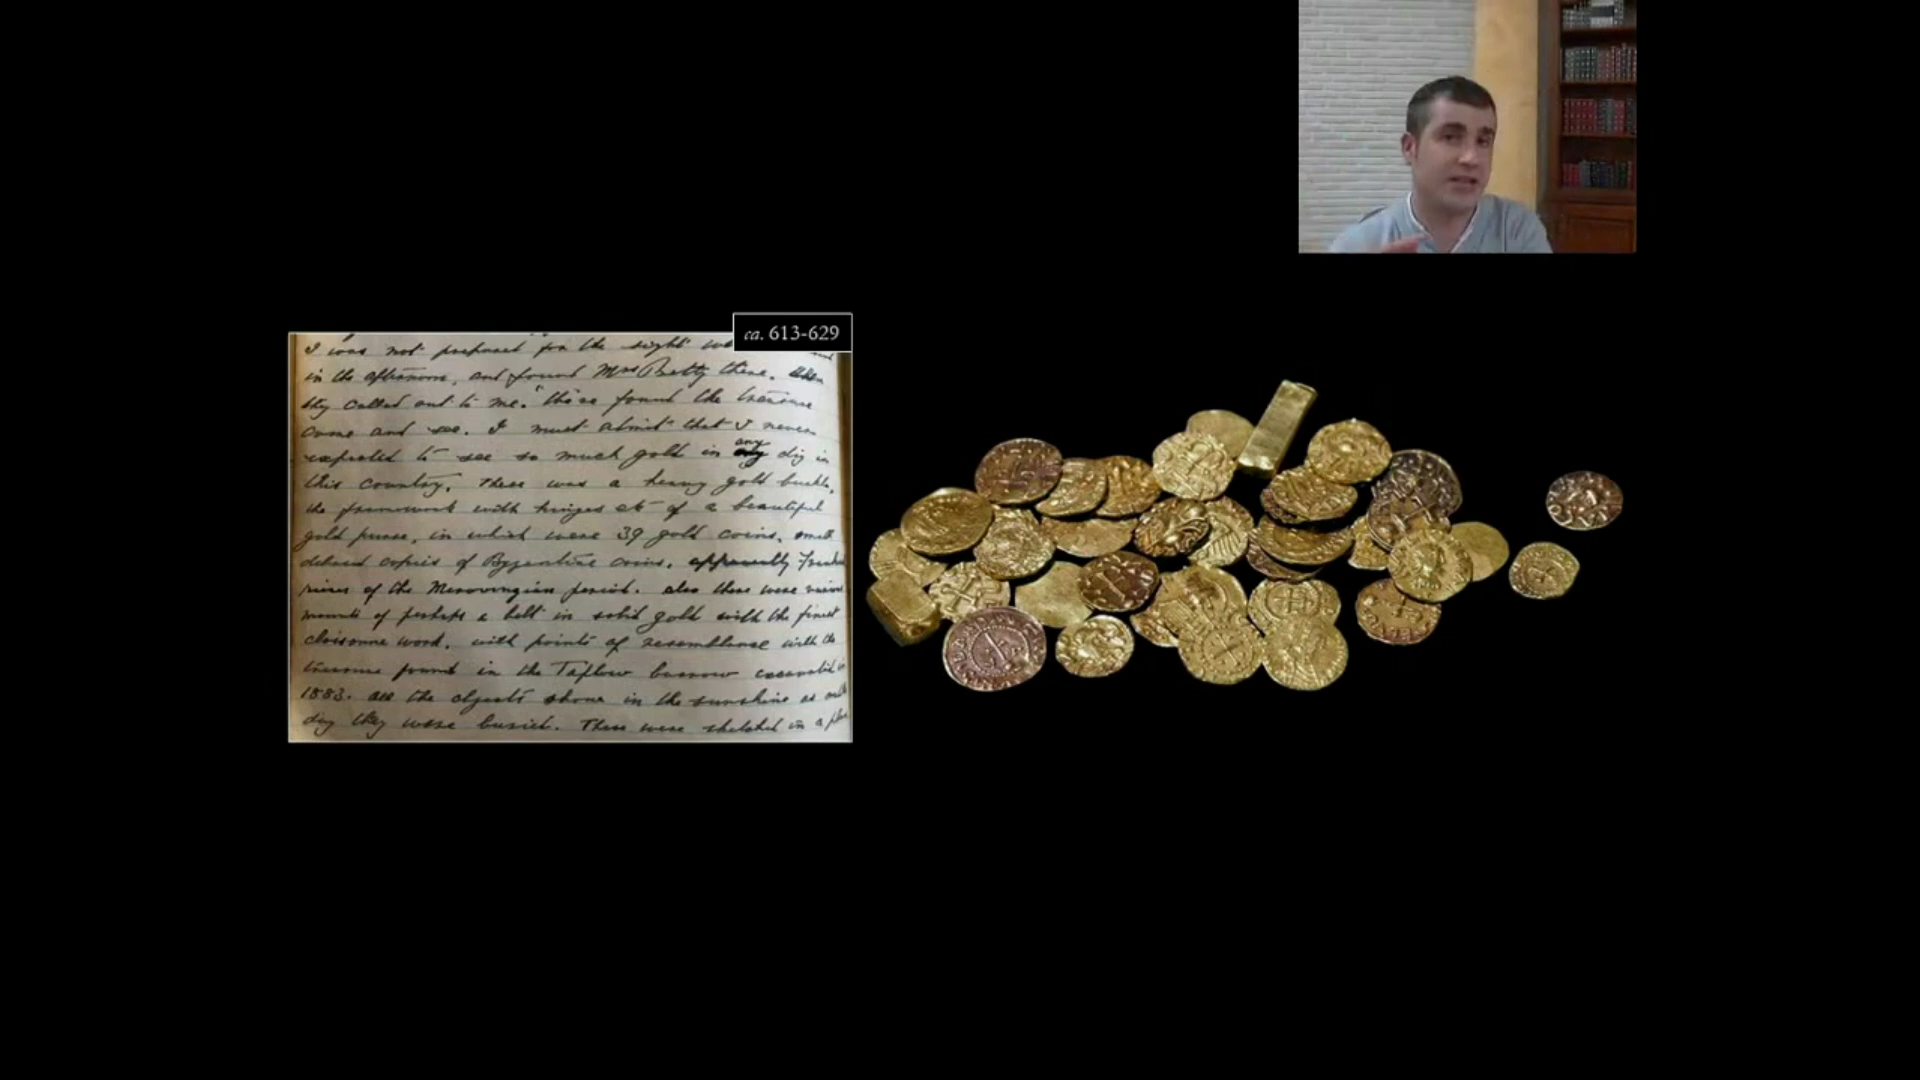 ca. 613-629
I was not prepared for the sight
in the afternoon, and found Mrs Pretty there. When
they called out to me. "We've found the treasure
come and see. I must admit that I never
expected to see so much gold in any dig in
this country. There was a heavy gold buckle,
the framework with hinges etc of a beautiful
gold purse, in which were 39 gold coins, small
debased copies of Byzantine coins. apparently
of the Merovingian period. also there were
mounts of perhaps a belt in solid gold with the finest
cloisonne work. with points of resemblance with the
treasure found in the Taplow barrow excavated in
1883. all the objects shone in the sunshine as on the
day they were buried. These were sketched in a